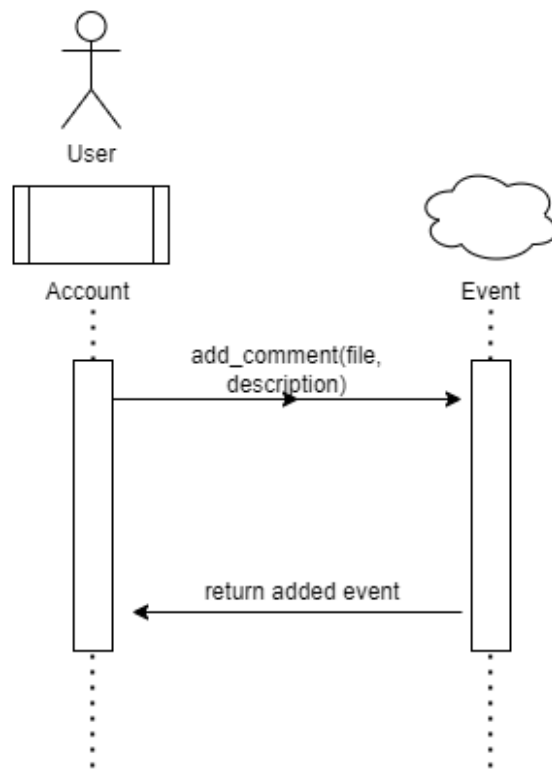 User
Account
Event
add_comment(file,
description)
return added event